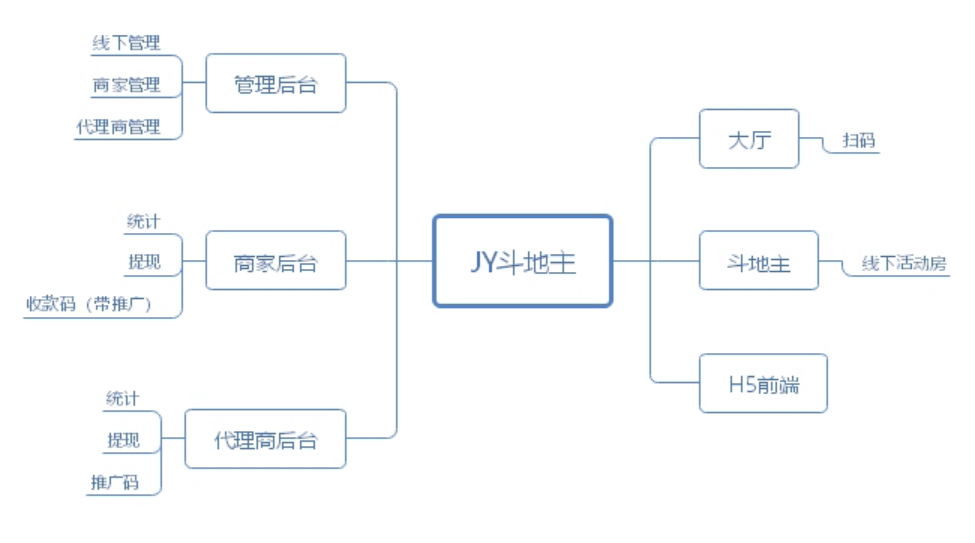 线下管理
商家管理
代理商管理
管理后台
统计
提现
收款码（带推广）
商家后台
统计
提现
推广码
代理商后台
JY斗地主
大厅
扫码
斗地主
线下活动房
H5前端